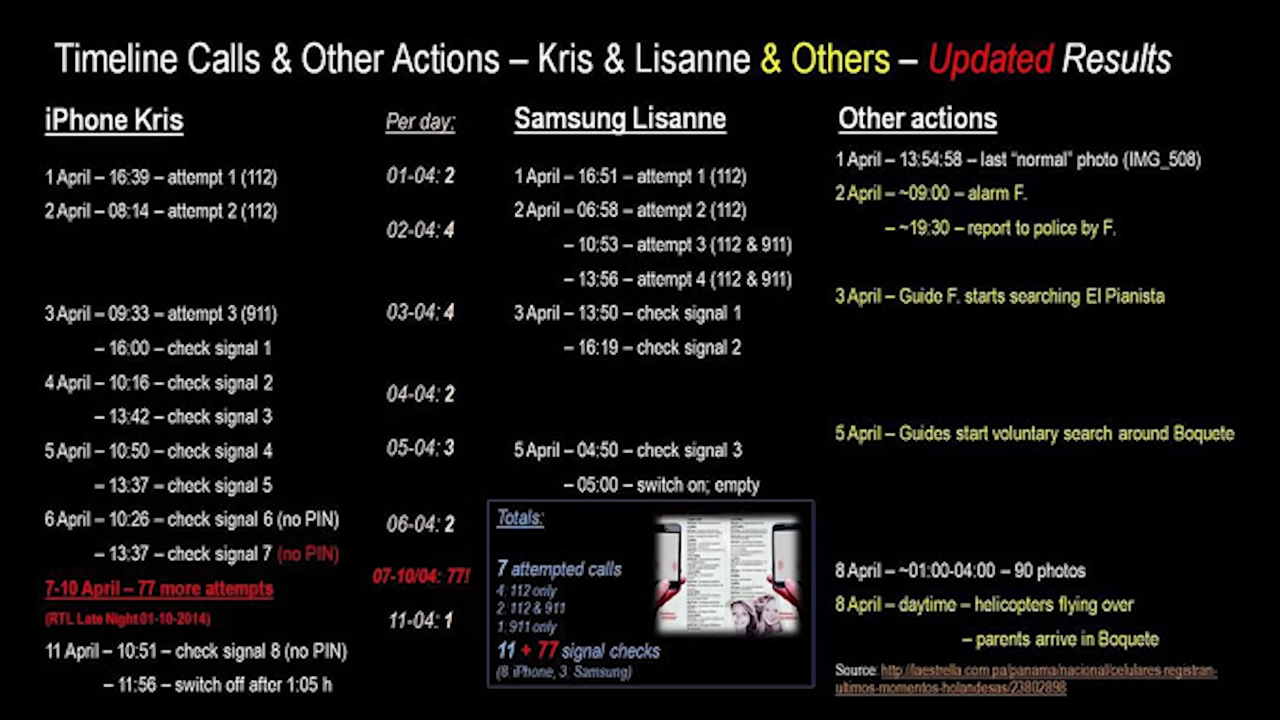 Timeline Calls & Other Actions – Kris & Lisanne & Others – Updated Results
iPhone Kris
1 April – 16:39 – attempt 1 (112)
2 April – 08:14 – attempt 2 (112)
3 April – 09:33 – attempt 3 (911)
– 16:00 – check signal 1
4 April – 10:16 – check signal 2
– 13:42 – check signal 3
5 April – 10:50 – check signal 4
– 13:37 – check signal 5
6 April – 10:26 – check signal 6 (no PIN)
– 13:37 – check signal 7 (no PIN)
7-10 April – 77 more attempts
(RTL Late Night 01-10-2014)
11 April – 10:51 – check signal 8 (no PIN)
– 11:56 – switch off after 1:05 h
Per day:
01-04: 2
02-04: 4
03-04: 4
04-04: 2
05-04: 3
06-04: 2
07-10/04: 77!
11-04: 1
Samsung Lisanne
1 April – 16:51 – attempt 1 (112)
2 April – 06:58 – attempt 2 (112)
– 10:53 – attempt 3 (112 & 911)
– 13:56 – attempt 4 (112 & 911)
3 April – 13:50 – check signal 1
– 16:19 – check signal 2
5 April – 04:50 – check signal 3
– 05:00 – switch on; empty
Totals:
7 attempted calls
4: 112 only
2: 112 & 911
1: 911 only
11 + 77 signal checks
(8: iPhone, 3: Samsung)
Other actions
1 April – 13:54:58 – last “normal” photo (IMG_508)
2 April – ~09:00 – alarm F.
– ~19:30 – report to police by F.
3 April – Guide F. starts searching El Pianista
5 April – Guides start voluntary search around Boquete
8 April – ~01:00-04:00 – 90 photos
8 April – daytime – helicopters flying over
– parents arrive in Boquete
Source: http://laestrella.com.pa/panama/nacional/celulares-registran-
ultimos-momentos-holandesas/23802898